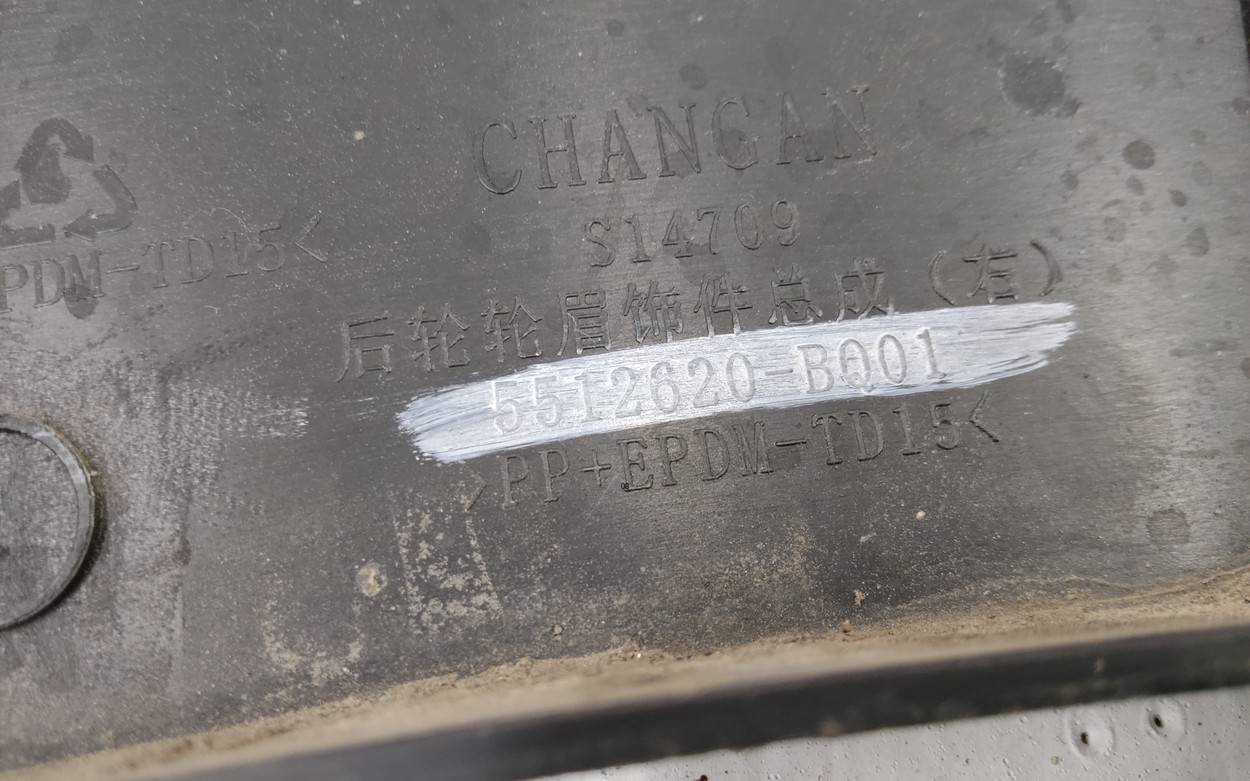 CHANGAN
S14709
PDM-TD15<
后轮轮眉饰件总成(右)
5512620-BQ01
>PP+EPDM-TD15<